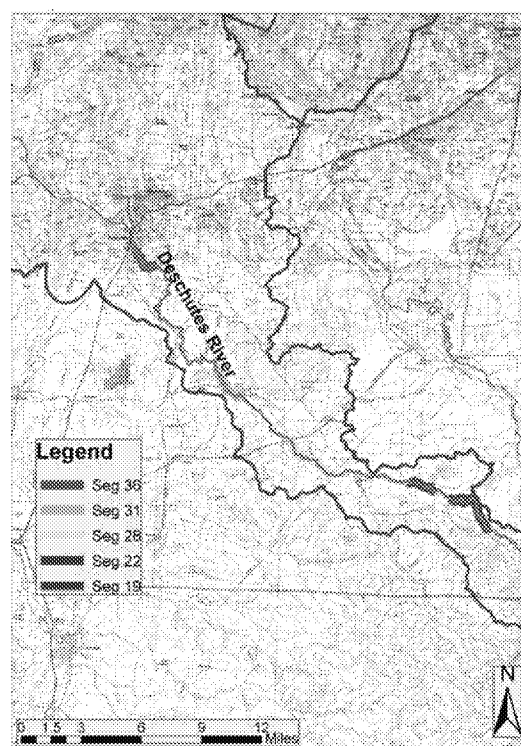 Deschutes River
Legend
Seg 36
Seg 31
Seg 28
Seg 22
Seg 19
N
0 1.5 3 6 9 12
Miles